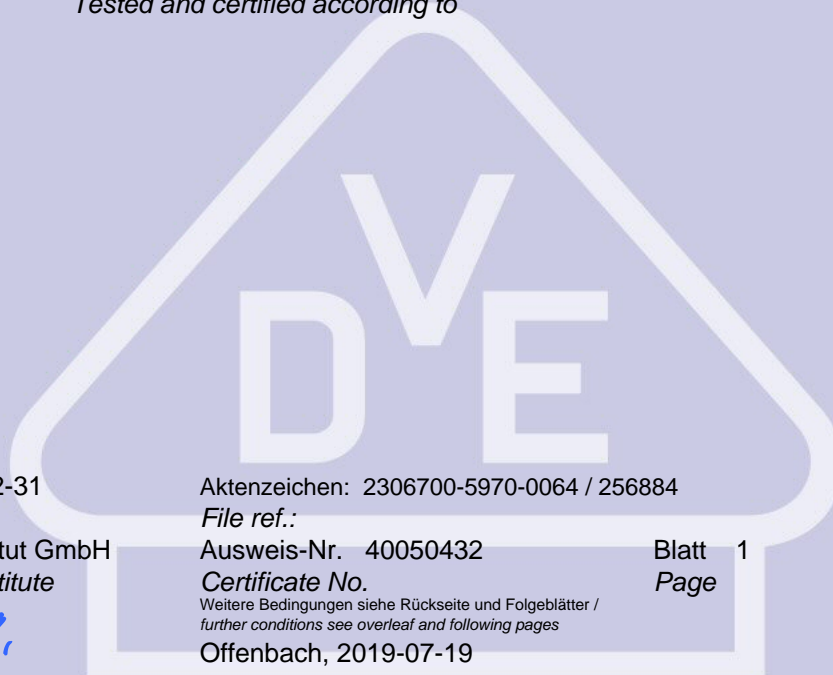 Tested and certified according to
D V E
2-31
Aktenzeichen: 2306700-5970-0064 / 256884
File ref.:
tut GmbH
Ausweis-Nr. 40050432
Blatt 1
titute
Certificate No.
Page
Weitere Bedingungen siehe Rückseite und Folgeblätter /
further conditions see overleaf and following pages
Offenbach, 2019-07-19